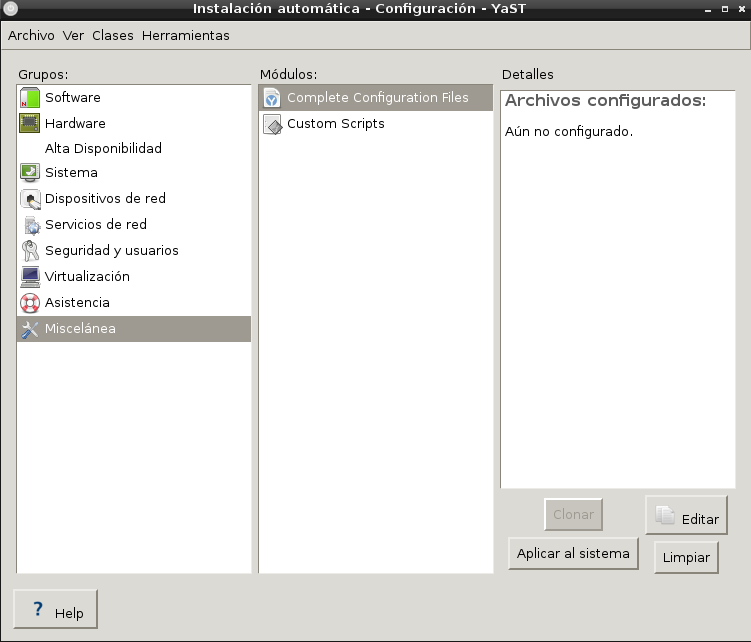 Instalación automática - Configuración - YaST
Archivo Ver Clases Herramientas
Grupos:
Software
Hardware
Alta Disponibilidad
Sistema
Dispositivos de red
Servicios de red
Seguridad y usuarios
Virtualización
Asistencia
Miscelánea
Módulos:
Complete Configuration Files
Custom Scripts
Detalles
Archivos configurados:
Aún no configurado.
Clonar
Editar
Aplicar al sistema
Limpiar
? Help